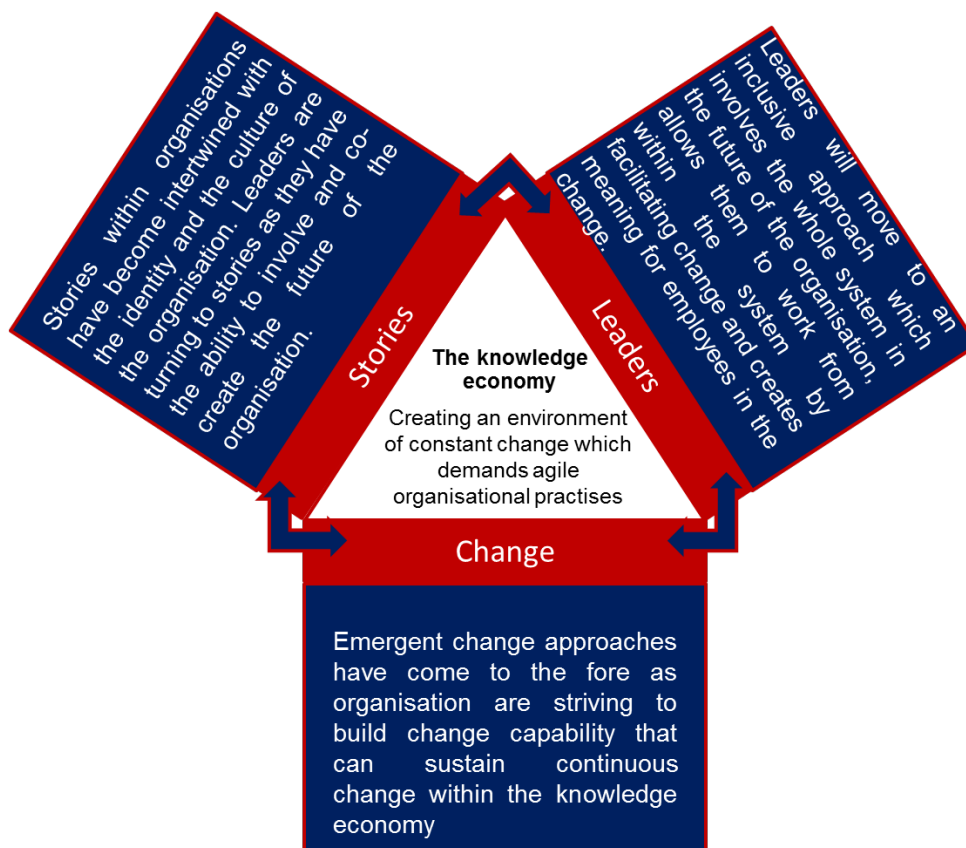 Stories within organisations
have become intertwined with
the identity and the culture of
the organisation. Leaders are
turning to stories as they have
the ability to involve and co-
create the future of the
organisation.
Stories
Leaders will move to an
inclusive approach which
involves the whole system in
the future of the organisation,
allows them to work from
within the system by
facilitating change and creates
meaning for employees in the
change.
Leaders
The knowledge
economy
Creating an environment
of constant change which
demands agile
organisational practises
Change
Emergent change approaches
have come to the fore as
organisation are striving to
build change capability that
can sustain continuous
change within the knowledge
economy